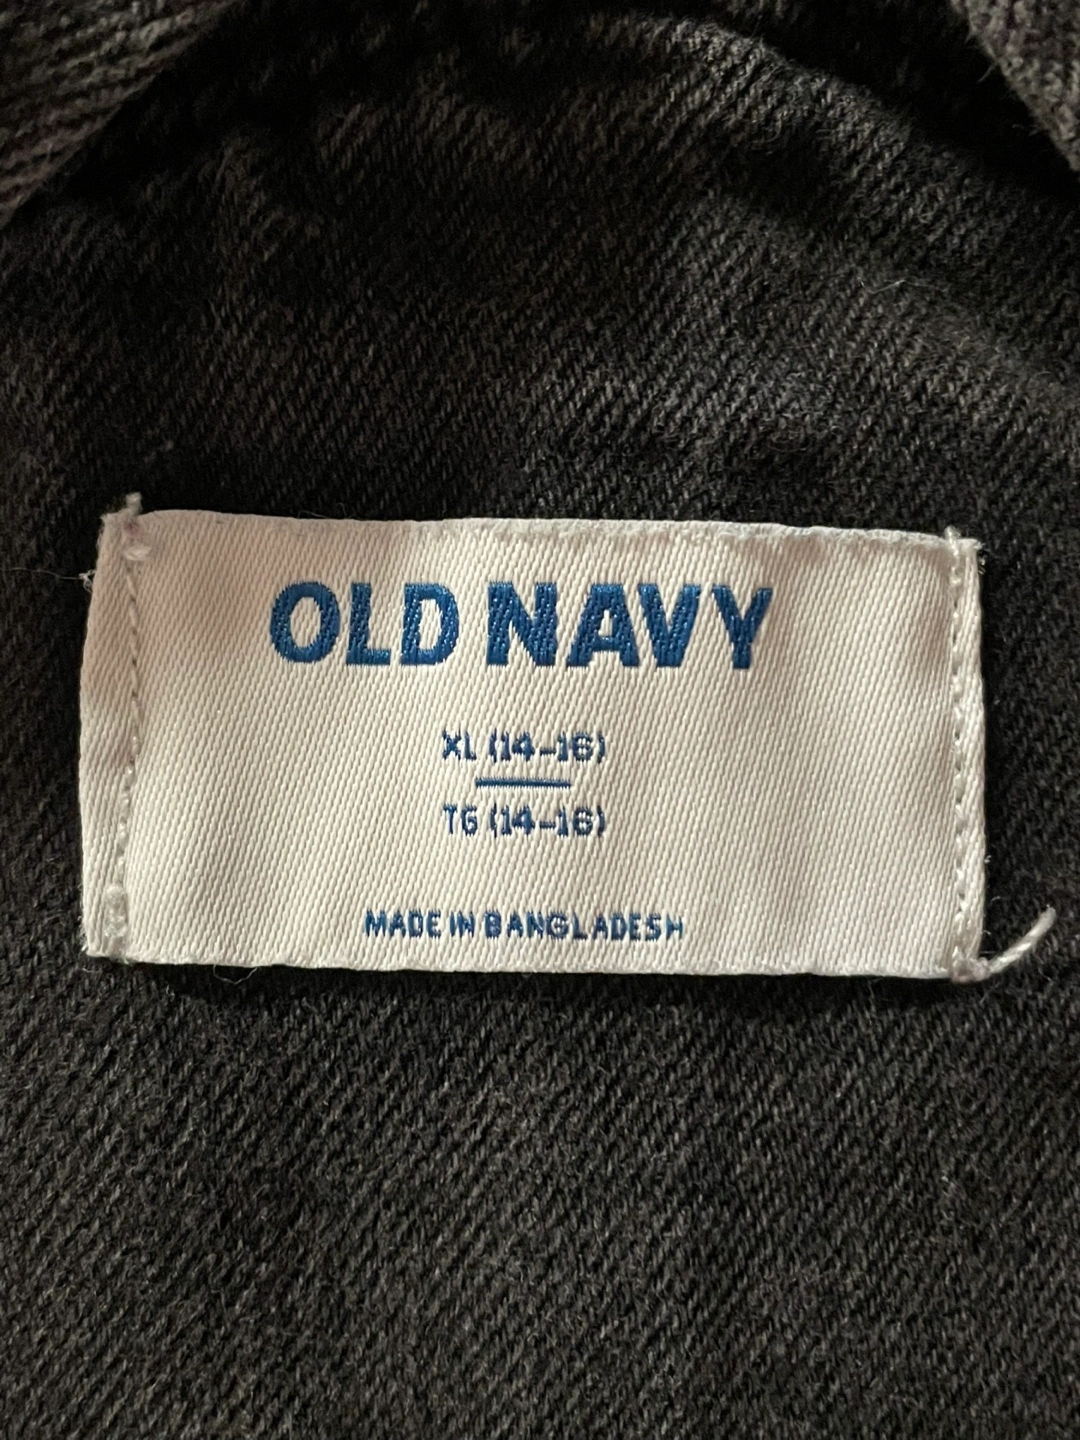 OLD NAVY
XL (14-16)
TG (14-16)
MADE IN BANGLADESH